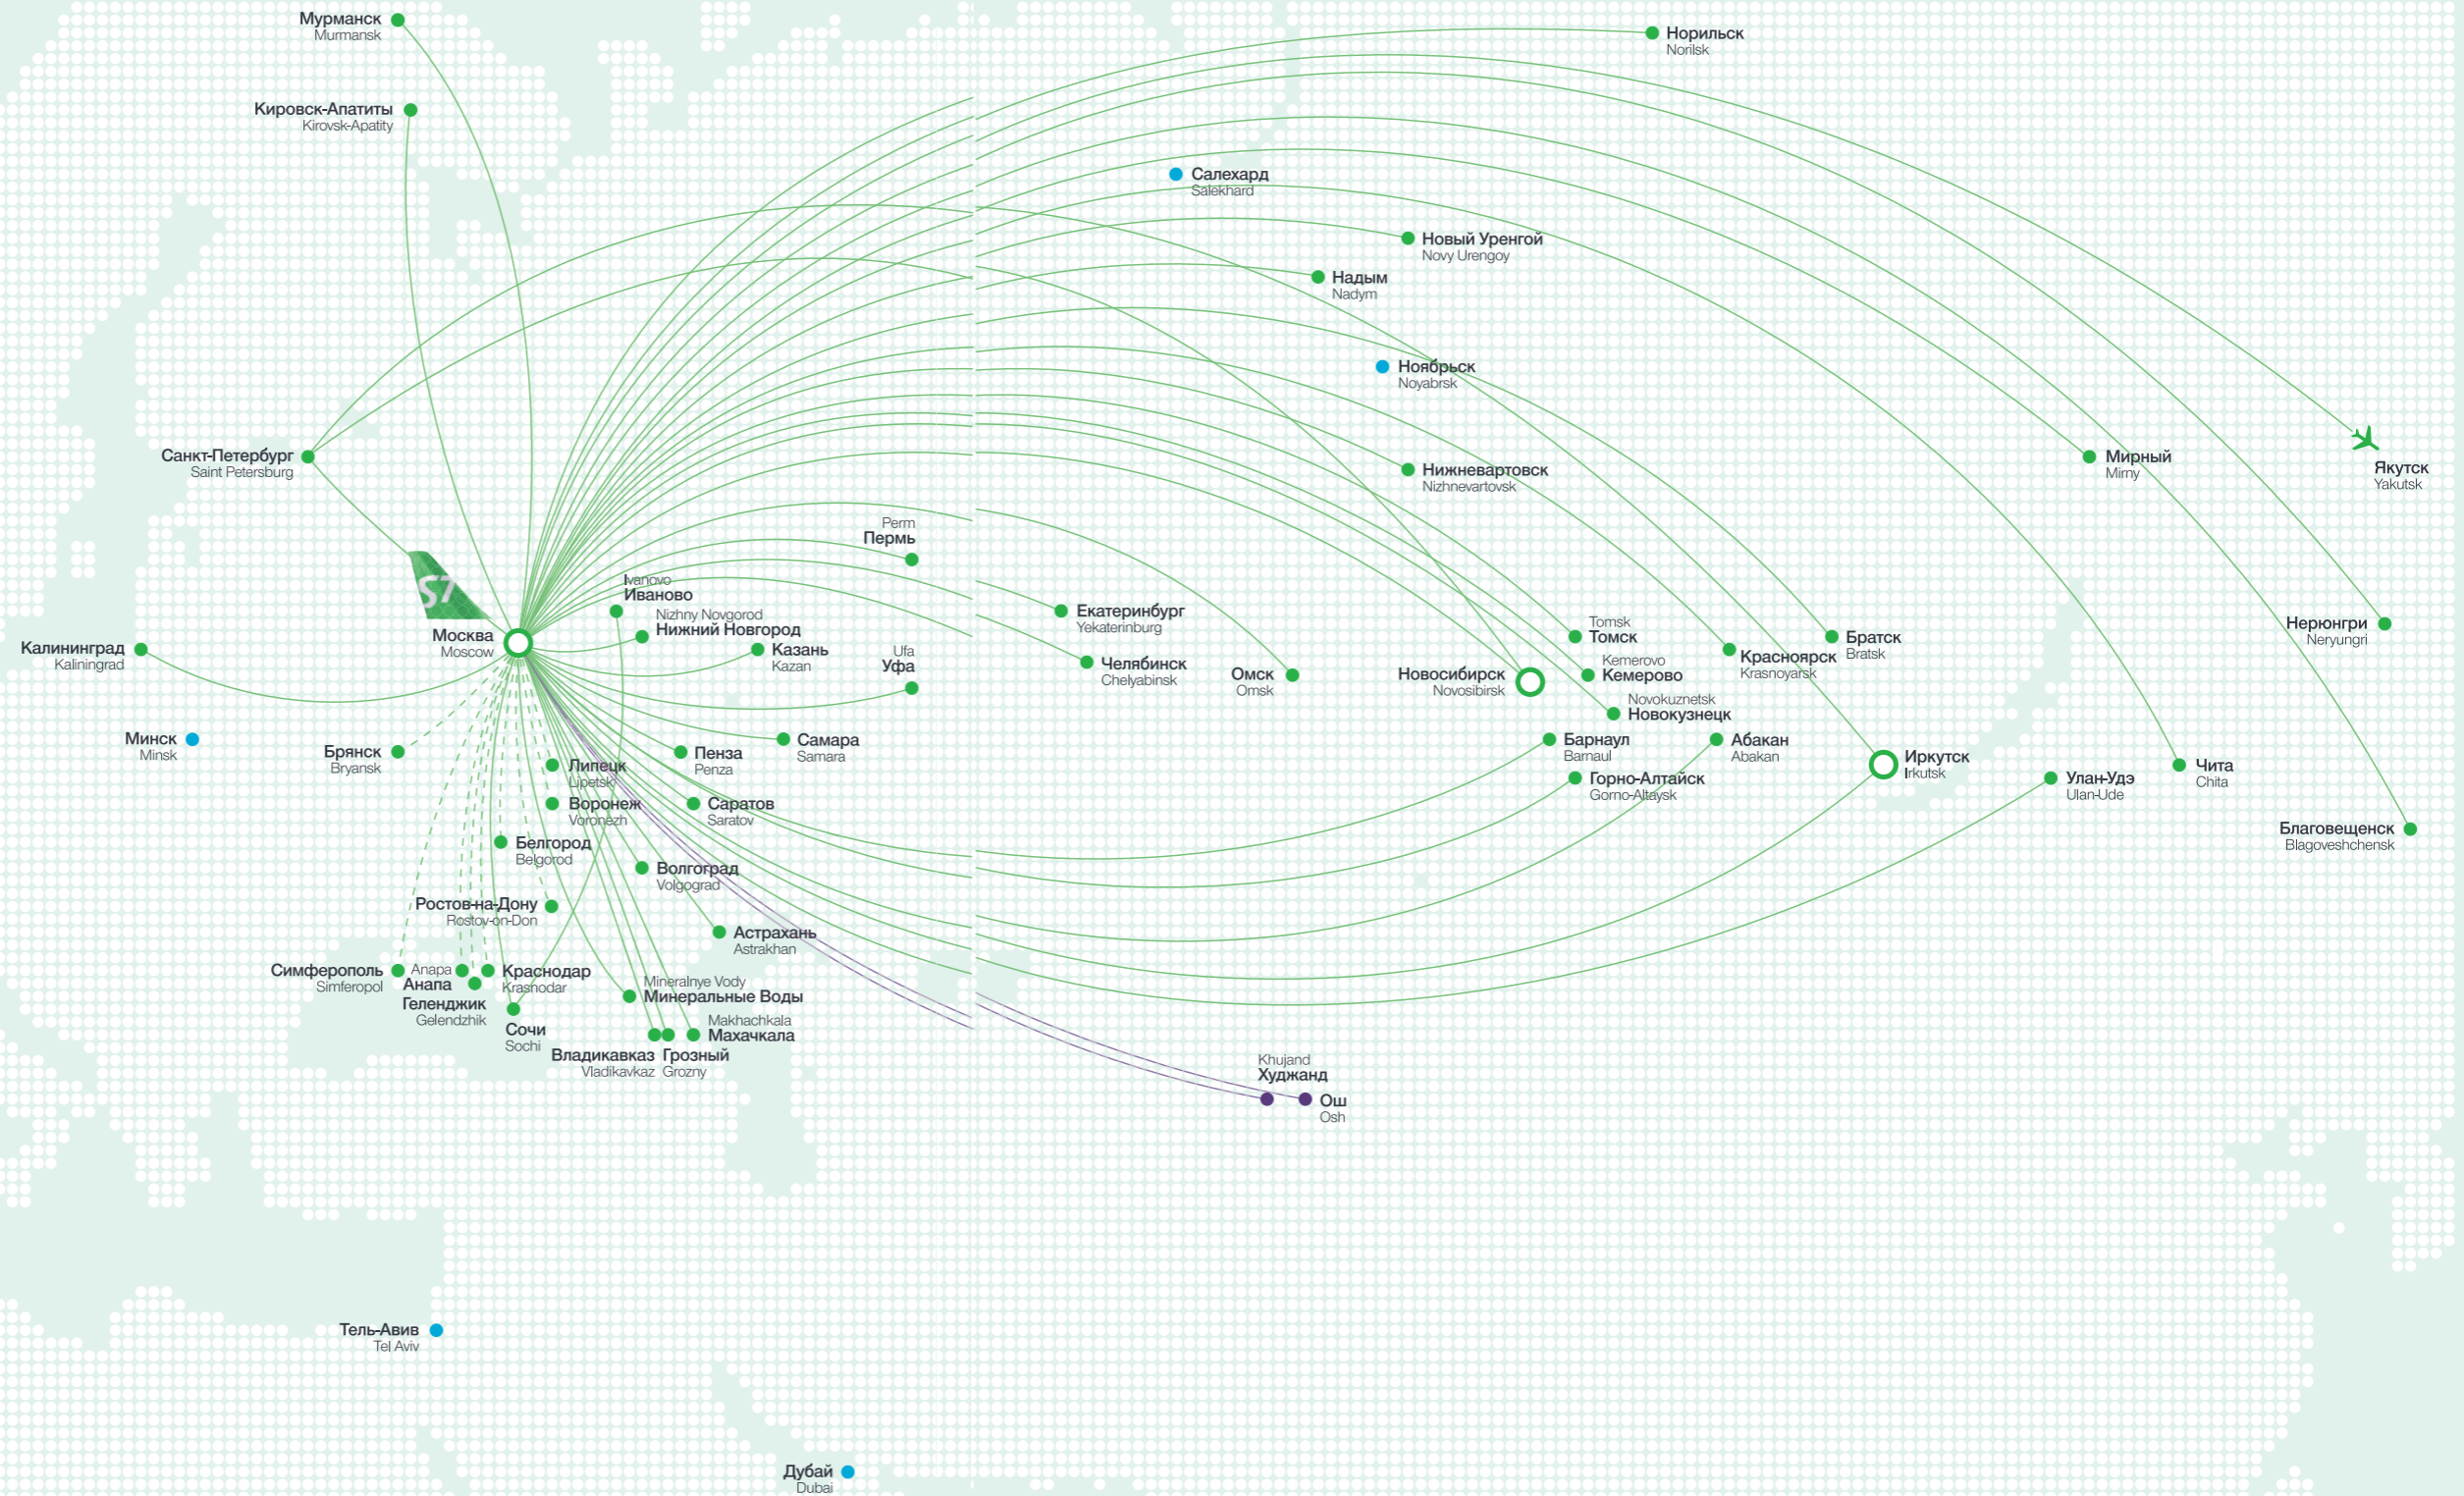 Мурманск
Murmansk
Норильск
Norilsk
Кировск-Апатиты
Kirovsk-Apatity
Салехард
Salekhard
Новый Уренгой
Novy Urengoy
Надым
Nadym
Ноябрьск
Noyabrsk
Санкт-Петербург
Saint Petersburg
Нижневартовск
Nizhnevartovsk
Мирный
Mirny
Якутск
Yakutsk
Perm
Пермь
S7
Ivanovo
Иваново
Nizhny Novgorod
Нижний Новгород
Москва
Moscow
Казань
Kazan
Ufa
Уфа
Екатеринбург
Yekaterinburg
Челябинск
Chelyabinsk
Омск
Omsk
Новосибирск
Novosibirsk
Tomsk
Томск
Kemerovo
Кемерово
Novokuznetsk
Новокузнецк
Красноярск
Krasnoyarsk
Братск
Bratsk
Нерюнгри
Neryungri
Калининград
Kaliningrad
Минск
Minsk
Брянск
Bryansk
Липецк
Lipetsk
Пенза
Penza
Самара
Samara
Барнаул
Barnaul
Абакан
Abakan
Горно-Алтайск
Gorno-Altaysk
Иркутск
Irkutsk
Улан-Удэ
Ulan-Ude
Чита
Chita
Благовещенск
Blagoveshchensk
Воронеж
Voronezh
Саратов
Saratov
Белгород
Belgorod
Волгоград
Volgograd
Ростов-на-Дону
Rostov-on-Don
Астрахань
Astrakhan
Симферополь
Simferopol
Anapa
Анапа
Краснодар
Krasnodar
Геленджик
Gelendzhik
Сочи
Sochi
Mineralnye Vody
Минеральные Воды
Makhachkala
Махачкала
Владикавказ
Vladikavkaz
Грозный
Grozny
Khujand
Худжанд
Ош
Osh
Тель-Авив
Tel Aviv
Дубай
Dubai